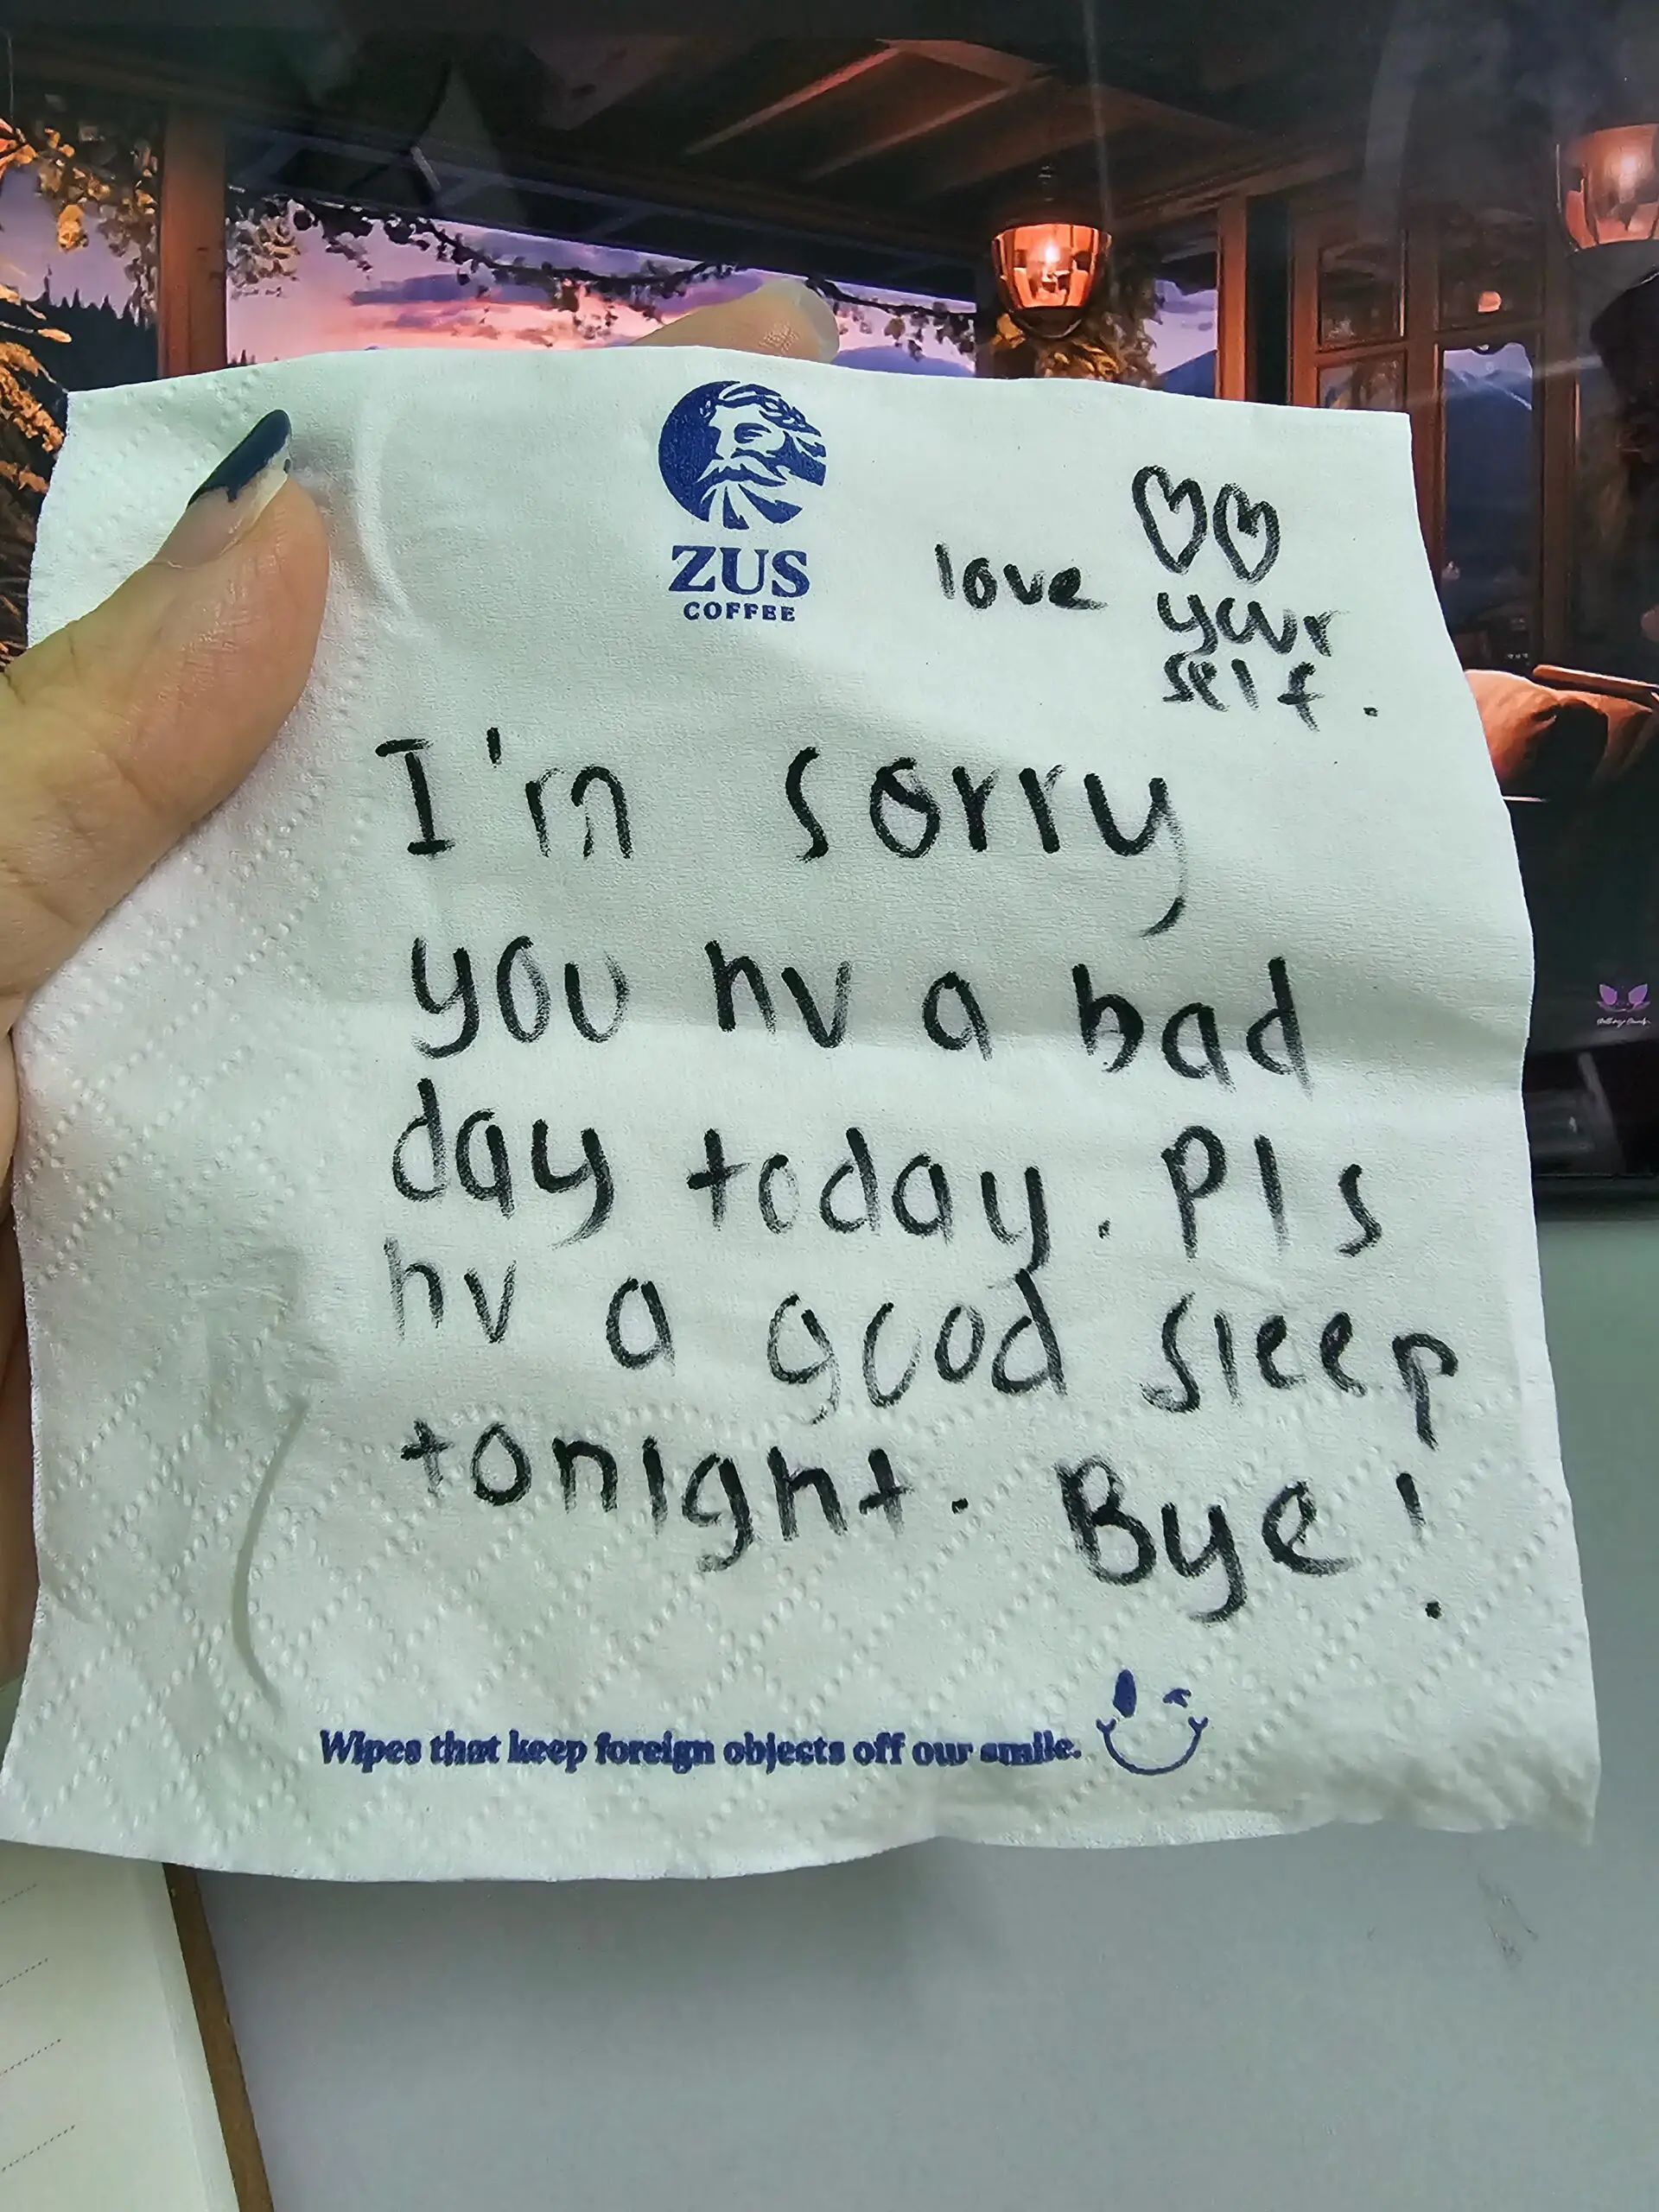 ZUS
COFFEE
love your
self.
I'm sorry
you hv a bad
day today. Pls
hv a good sleep
tonight. Bye!
Wipes that keep foreign objects off our smile.